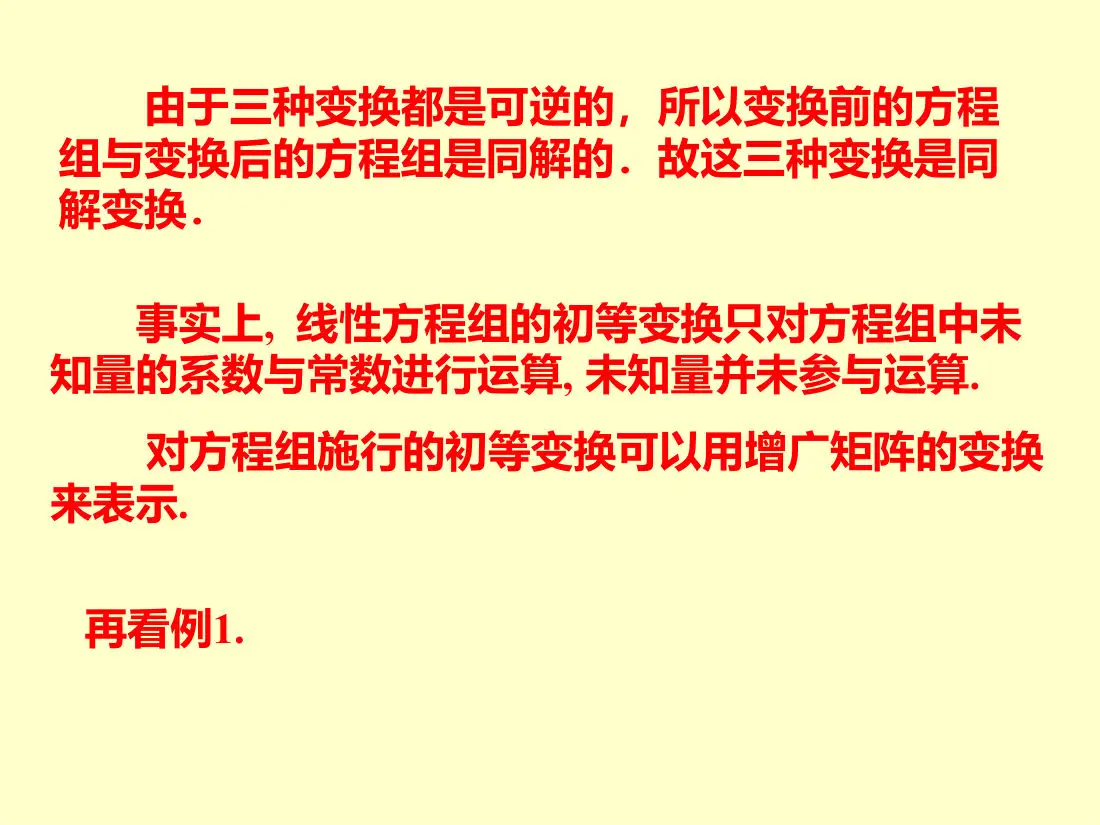 由于三种变换都是可逆的，所以变换前的方程
组与变换后的方程组是同解的．故这三种变换是同
解变换．
事实上, 线性方程组的初等变换只对方程组中未
知量的系数与常数进行运算, 未知量并未参与运算.
对方程组施行的初等变换可以用增广矩阵的变换
来表示.
再看例1.